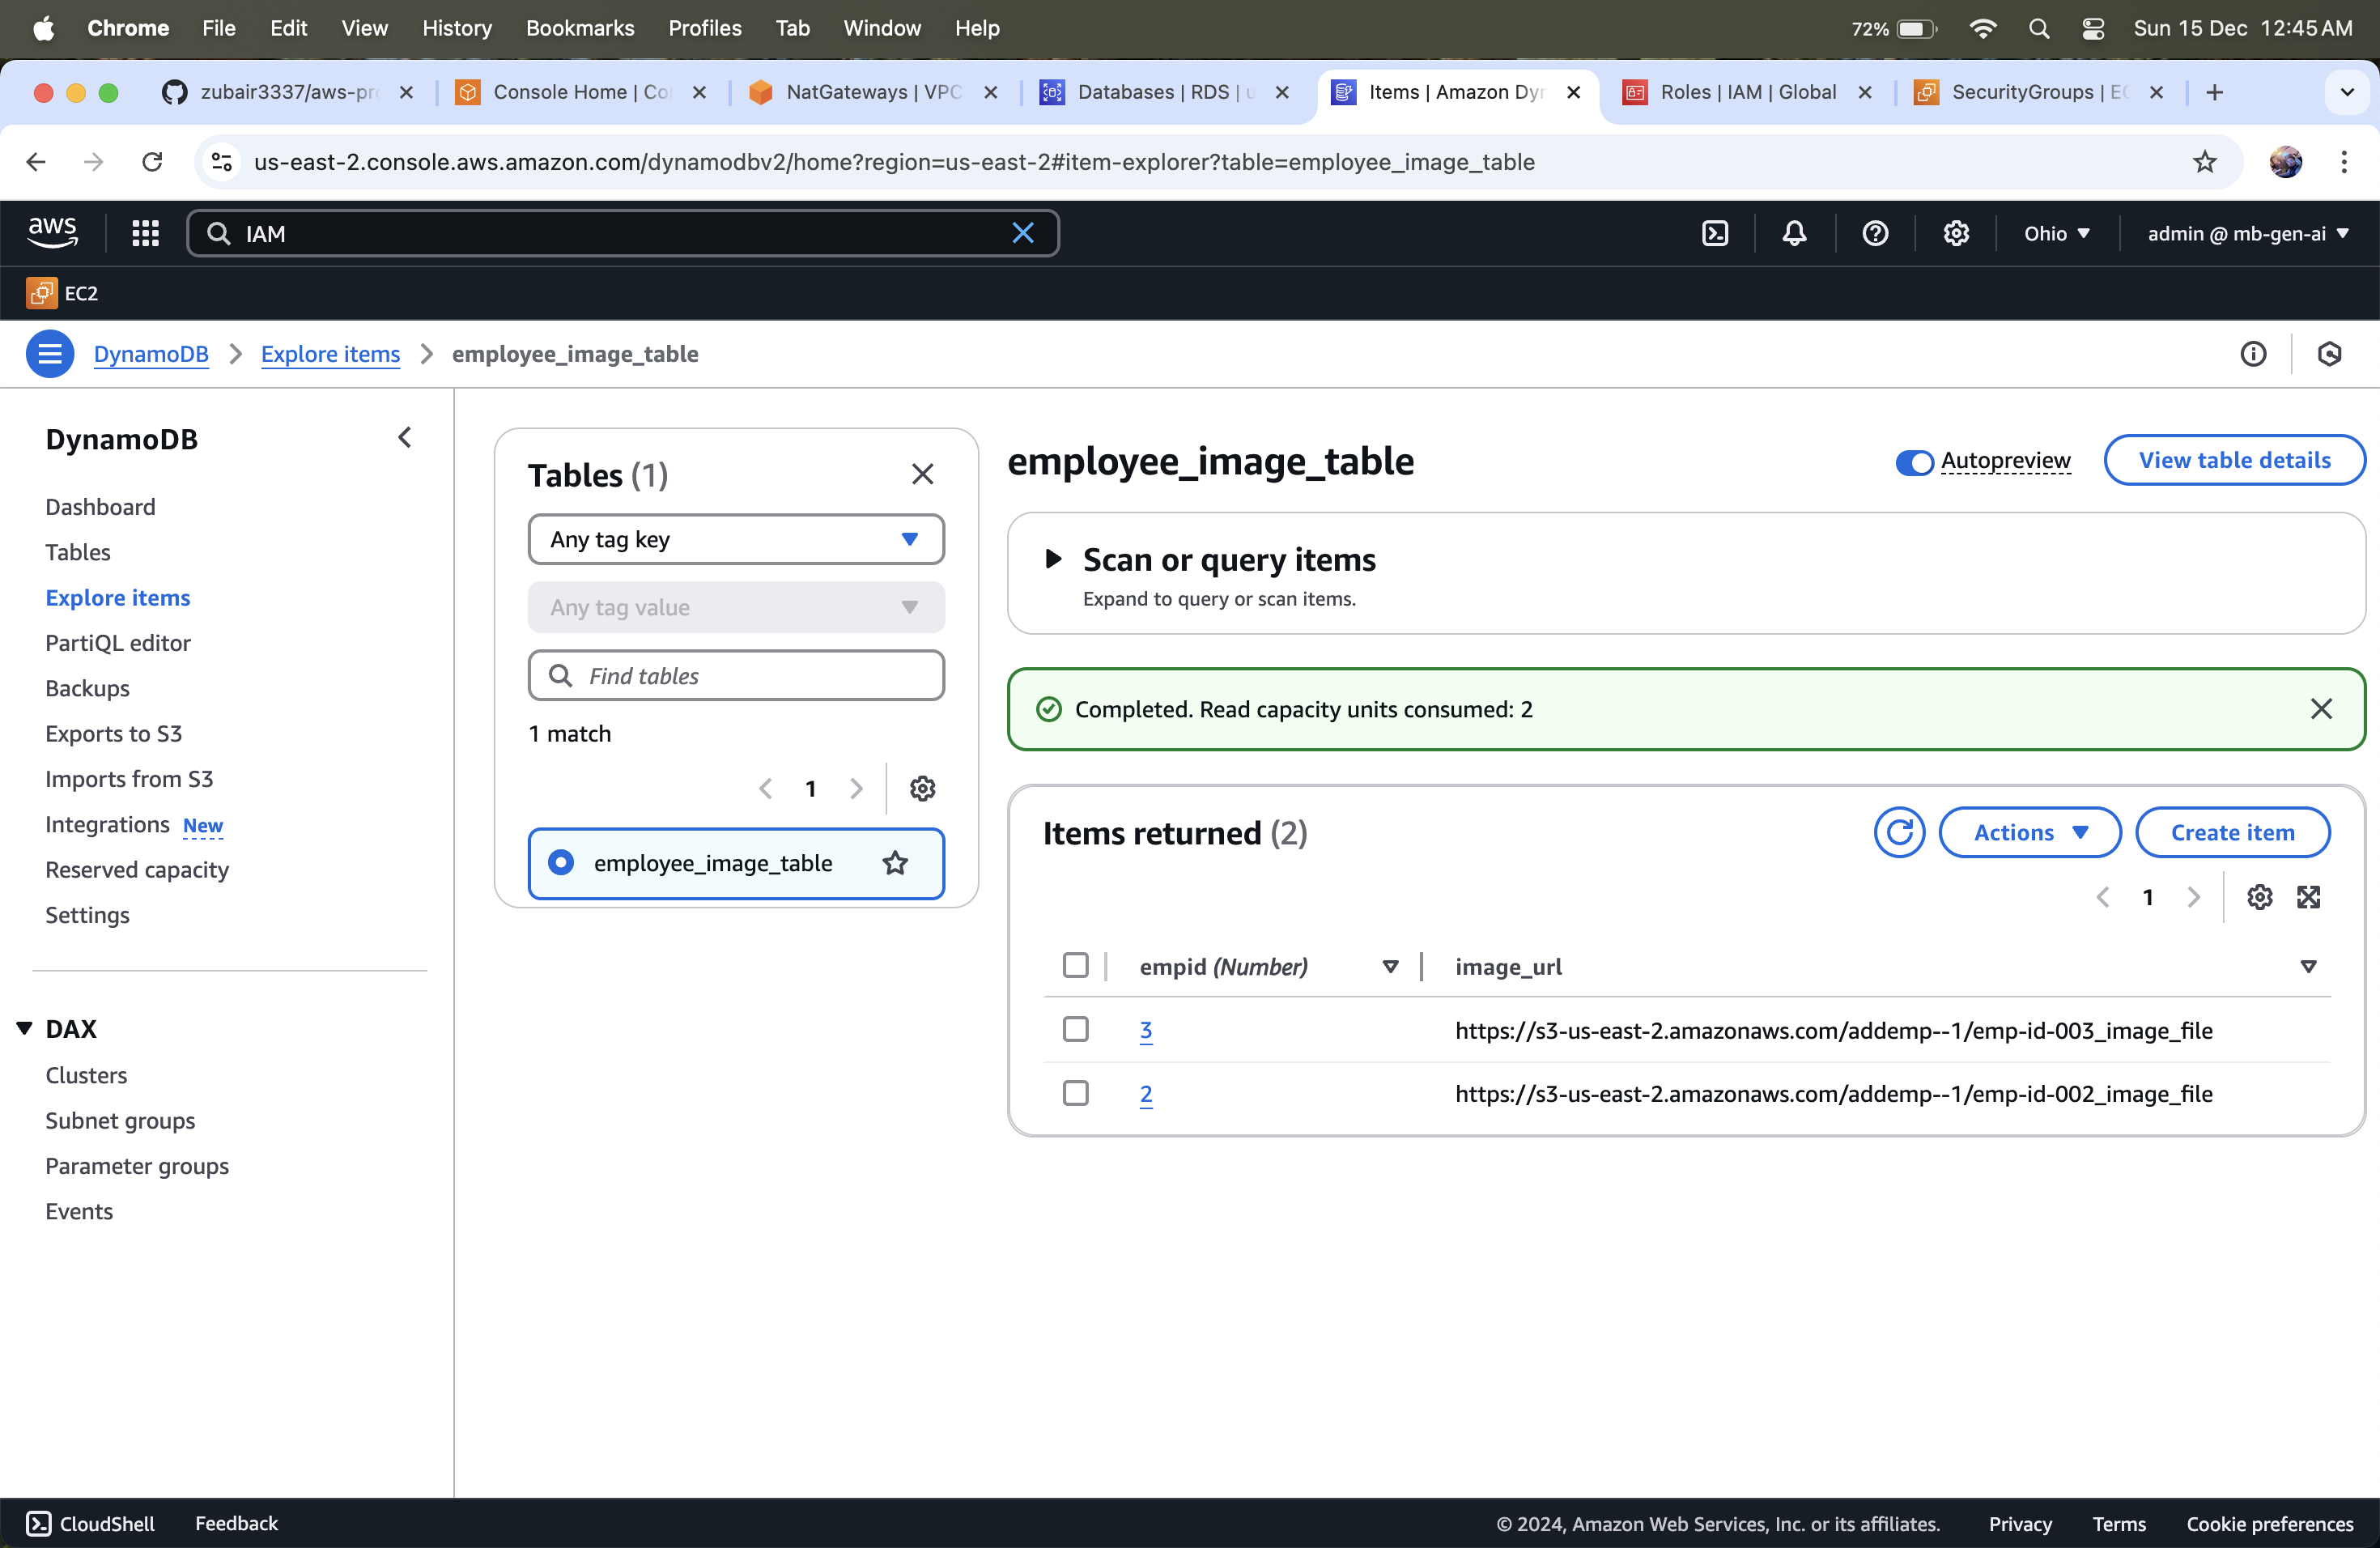 Chrome File Edit View History Bookmarks Profiles Tab Window Help 72% Sun 15 Dec 12:45 AM
zubair3337/aws-pr Console Home | Co NatGateways | VPC Databases | RDS | u Items | Amazon Dy Roles | IAM | Global SecurityGroups | EC
us-east-2.console.aws.amazon.com/dynamodbv2/home?region=us-east-2#item-explorer?table=employee_image_table
aws IAM Ohio admin @ mb-gen-ai
EC2
DynamoDB Explore items employee_image_table
DynamoDB
Dashboard
Tables
Explore items
PartiQL editor
Backups
Exports to S3
Imports from S3
Integrations New
Reserved capacity
Settings
DAX
Clusters
Subnet groups
Parameter groups
Events
Tables (1)
Any tag key
Any tag value
Find tables
1 match
1
employee_image_table
employee_image_table
Autopreview
View table details
Scan or query items
Expand to query or scan items.
Completed. Read capacity units consumed: 2
Items returned (2)
Actions
Create item
1
empid (Number) image_url
3 https://s3-us-east-2.amazonaws.com/addemp--1/emp-id-003_image_file
2 https://s3-us-east-2.amazonaws.com/addemp--1/emp-id-002_image_file
CloudShell Feedback © 2024, Amazon Web Services, Inc. or its affiliates. Privacy Terms Cookie preferences